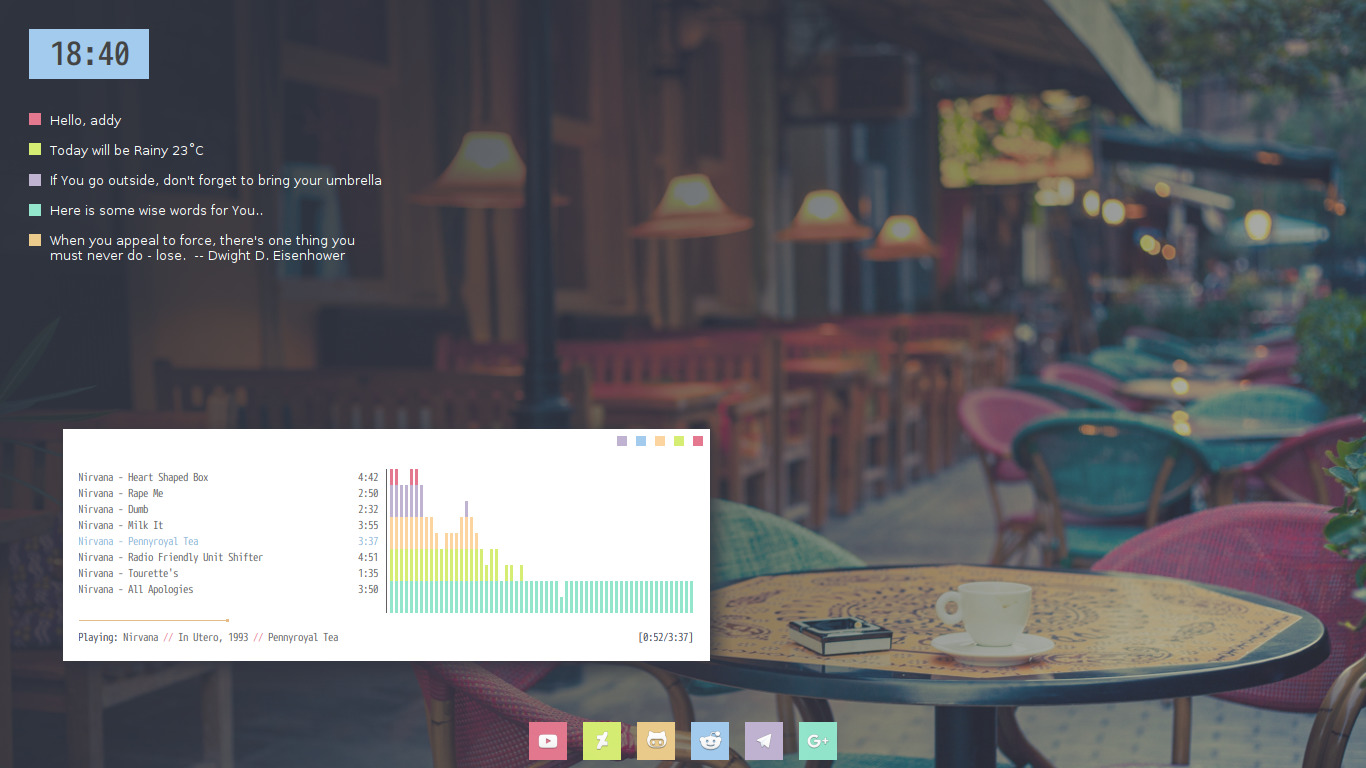 18:40
Hello, addy
Today will be Rainy 23°C
If You go outside, don't forget to bring your umbrella
Here is some wise words for You..
When you appeal to force, there's one thing you
must never do - lose.  -- Dwight D. Eisenhower
Nirvana - Heart Shaped Box 4:42
Nirvana - Rape Me 2:50
Nirvana - Dumb 2:32
Nirvana - Milk It 3:55
Nirvana - Pennyroyal Tea 3:37
Nirvana - Radio Friendly Unit Shifter 4:51
Nirvana - Tourette's 1:35
Nirvana - All Apologies 3:50
Playing: Nirvana // In Utero, 1993 // Pennyroyal Tea [0:52/3:37]
G+